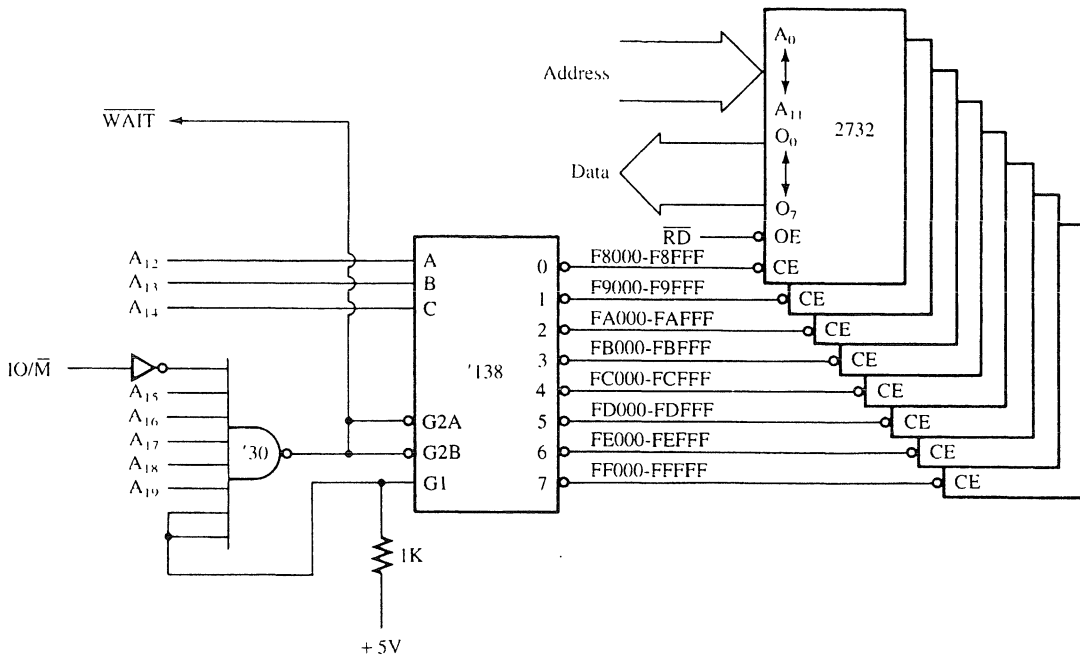 A₀
Address
A₁₁
2732
O₀
Data
O₇
R̅D̅
OE
W̅A̅I̅T̅
A₁₂
A₁₃
A₁₄
A
B
C
'138
IO/M̅
A₁₅
A₁₆
A₁₇
A₁₈
A₁₉
'30
G2A
G2B
G1
1K
+5V
0 F8000-F8FFF CE
1 F9000-F9FFF CE
2 FA000-FAFFF CE
3 FB000-FBFFF CE
4 FC000-FCFFF CE
5 FD000-FDFFF CE
6 FE000-FEFFF CE
7 FF000-FFFFF CE